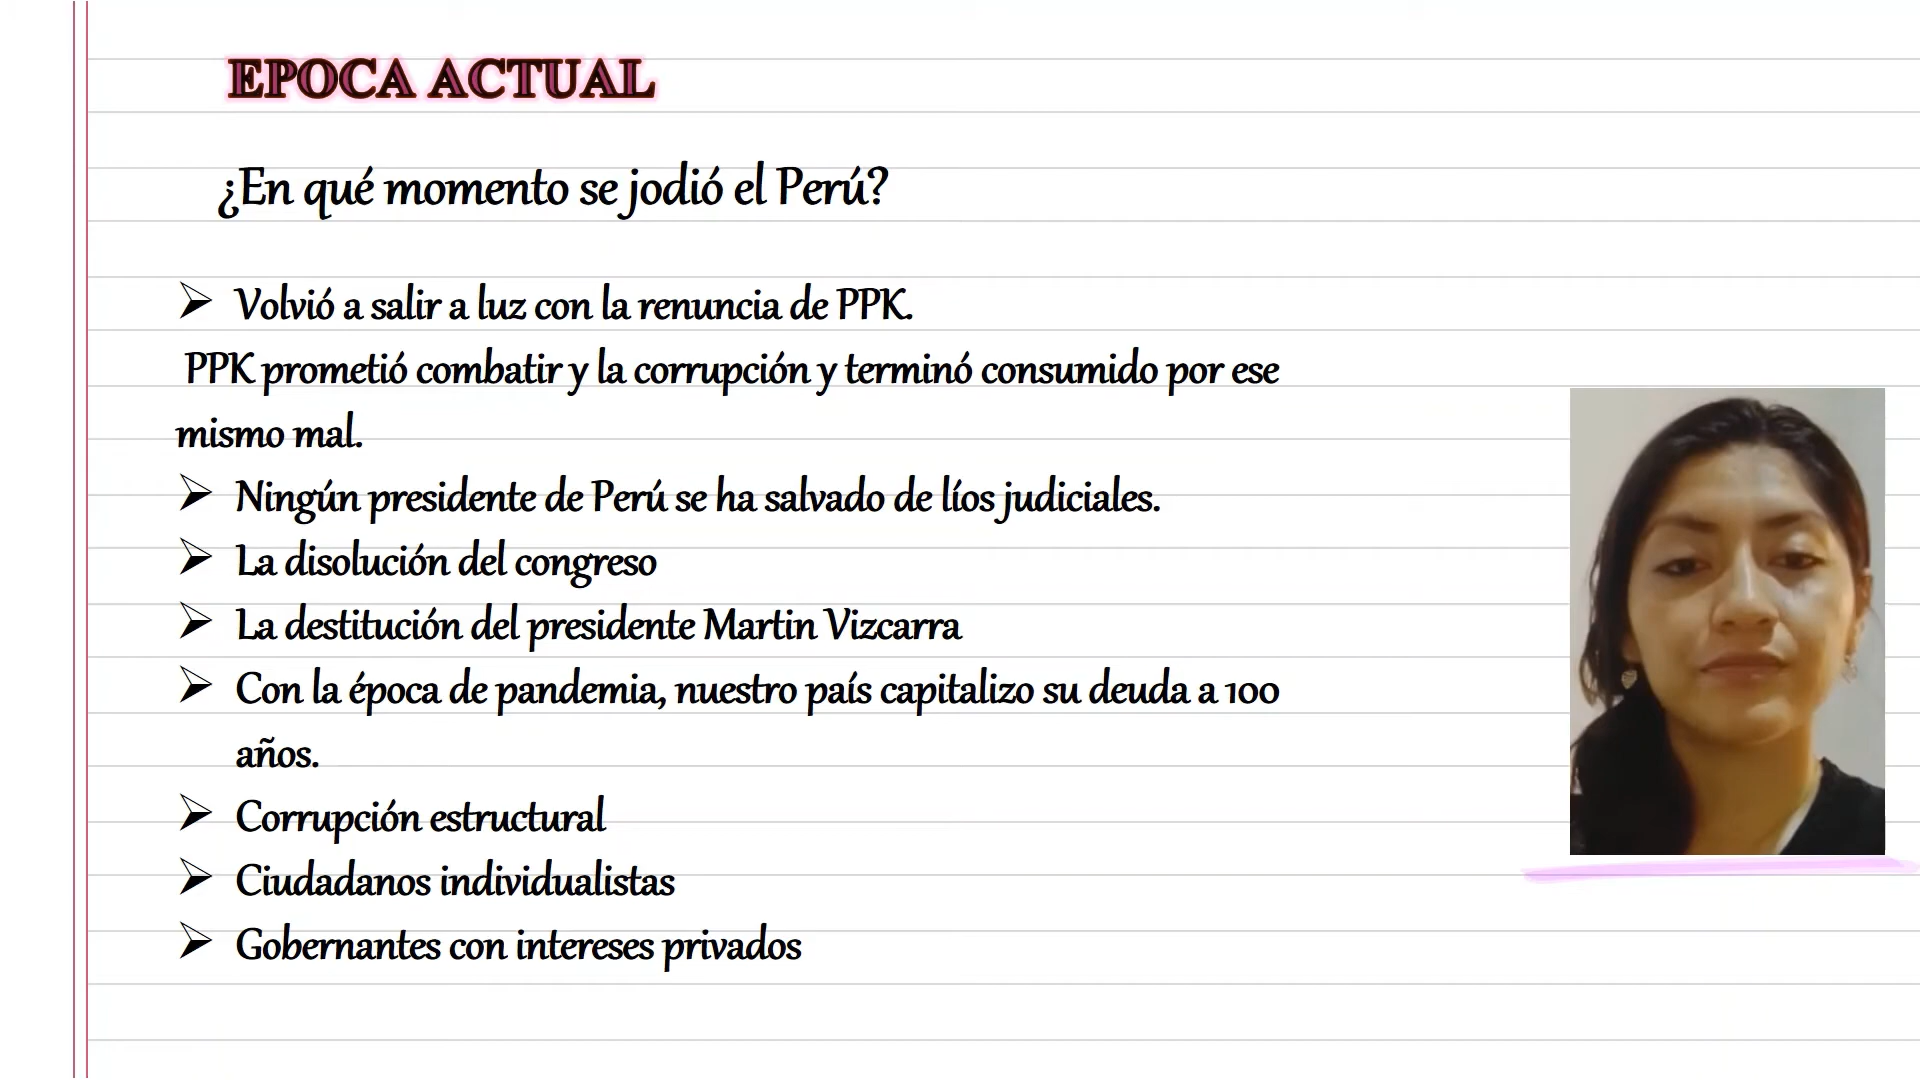 EPOCA ACTUAL
¿En qué momento se jodió el Perú?
Volvió a salir a luz con la renuncia de PPK.
PPK prometió combatir y la corrupción y terminó consumido por ese
mismo mal.
Ningún presidente de Perú se ha salvado de líos judiciales.
La disolución del congreso
La destitución del presidente Martin Vizcarra
Con la época de pandemia, nuestro país capitalizo su deuda a 100
años.
Corrupción estructural
Ciudadanos individualistas
Gobernantes con intereses privados